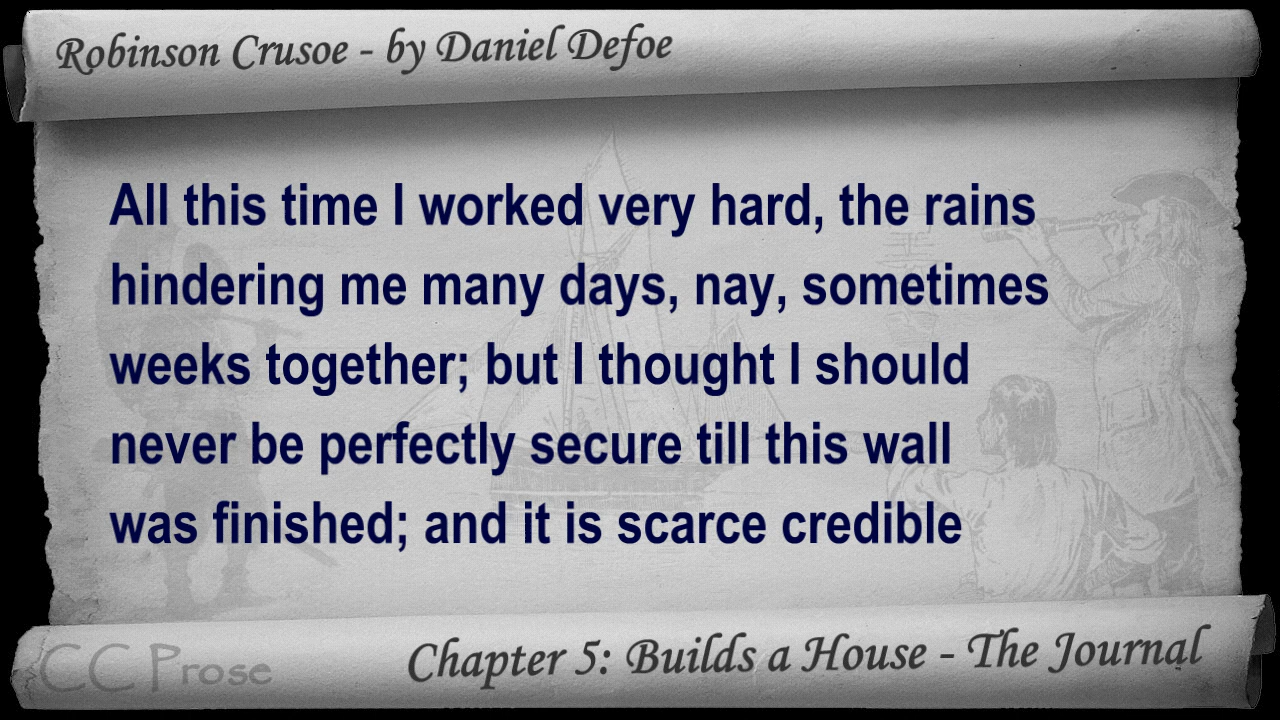 Robinson Crusoe - by Daniel Defoe
All this time I worked very hard, the rains
hindering me many days, nay, sometimes
weeks together; but I thought I should
never be perfectly secure till this wall
was finished; and it is scarce credible
CC Prose
Chapter 5: Builds a House - The Journal